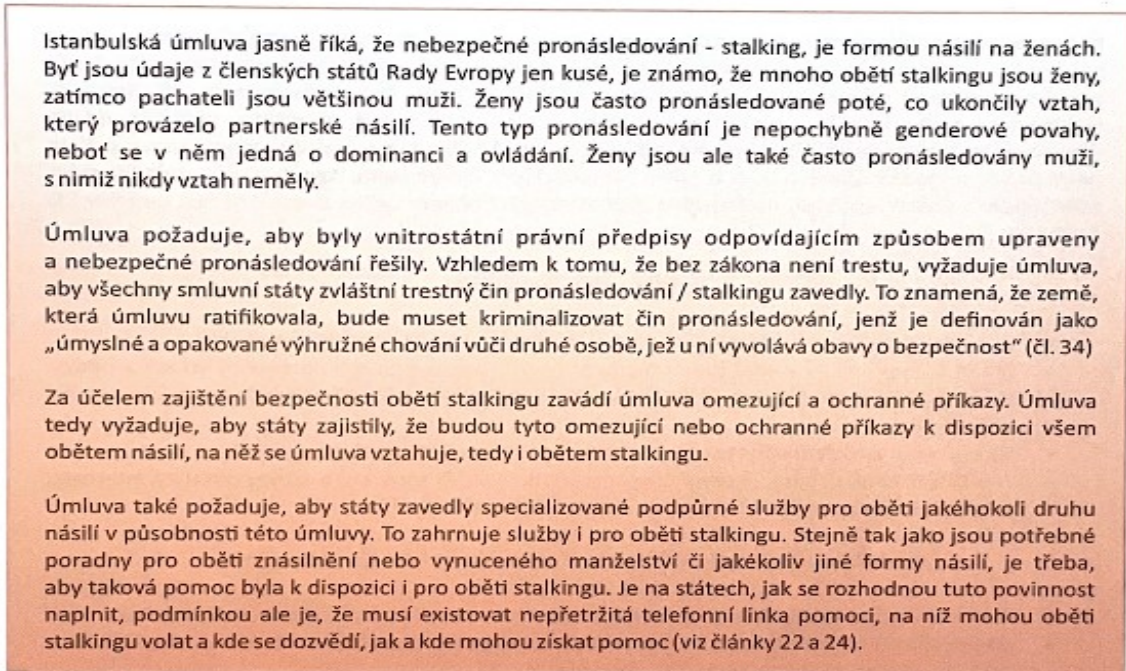 Istanbulská úmluva jasně říká, že nebezpečné pronásledování - stalking, je formou násilí na ženách.
Byť jsou údaje z členských států Rady Evropy jen kusé, je známo, že mnoho obětí stalkingu jsou ženy,
zatímco pachateli jsou většinou muži. Ženy jsou často pronásledované poté, co ukončily vztah,
který provázelo partnerské násilí. Tento typ pronásledování je nepochybně genderové povahy,
neboť se v něm jedná o dominanci a ovládání. Ženy jsou ale také často pronásledovány muži,
s nimiž nikdy vztah neměly.
Úmluva požaduje, aby byly vnitrostátní právní předpisy odpovídajícím způsobem upraveny
a nebezpečné pronásledování řešily. Vzhledem k tomu, že bez zákona není trestu, vyžaduje úmluva,
aby všechny smluvní státy zvláštní trestný čin pronásledování / stalkingu zavedly. To znamená, že země,
která úmluvu ratifikovala, bude muset kriminalizovat čin pronásledování, jenž je definován jako
„úmyslné a opakované výhružné chování vůči druhé osobě, jež u ní vyvolává obavy o bezpečnost“ (čl. 34)
Za účelem zajištění bezpečnosti obětí stalkingu zavádí úmluva omezující a ochranné příkazy. Úmluva
tedy vyžaduje, aby státy zajistily, že budou tyto omezující nebo ochranné příkazy k dispozici všem
obětem násilí, na něž se úmluva vztahuje, tedy i obětem stalkingu.
Úmluva také požaduje, aby státy zavedly specializované podpůrné služby pro oběti jakéhokoli druhu
násilí v působnosti této úmluvy. To zahrnuje služby i pro oběti stalkingu. Stejně tak jako jsou potřebné
poradny pro oběti znásilnění nebo vynuceného manželství či jakékoliv jiné formy násilí, je třeba,
aby taková pomoc byla k dispozici i pro oběti stalkingu. Je na státech, jak se rozhodnou tuto povinnost
naplnit, podmínkou ale je, že musí existovat nepřetržitá telefonní linka pomoci, na níž mohou oběti
stalkingu volat a kde se dozvědí, jak a kde mohou získat pomoc (viz články 22 a 24).